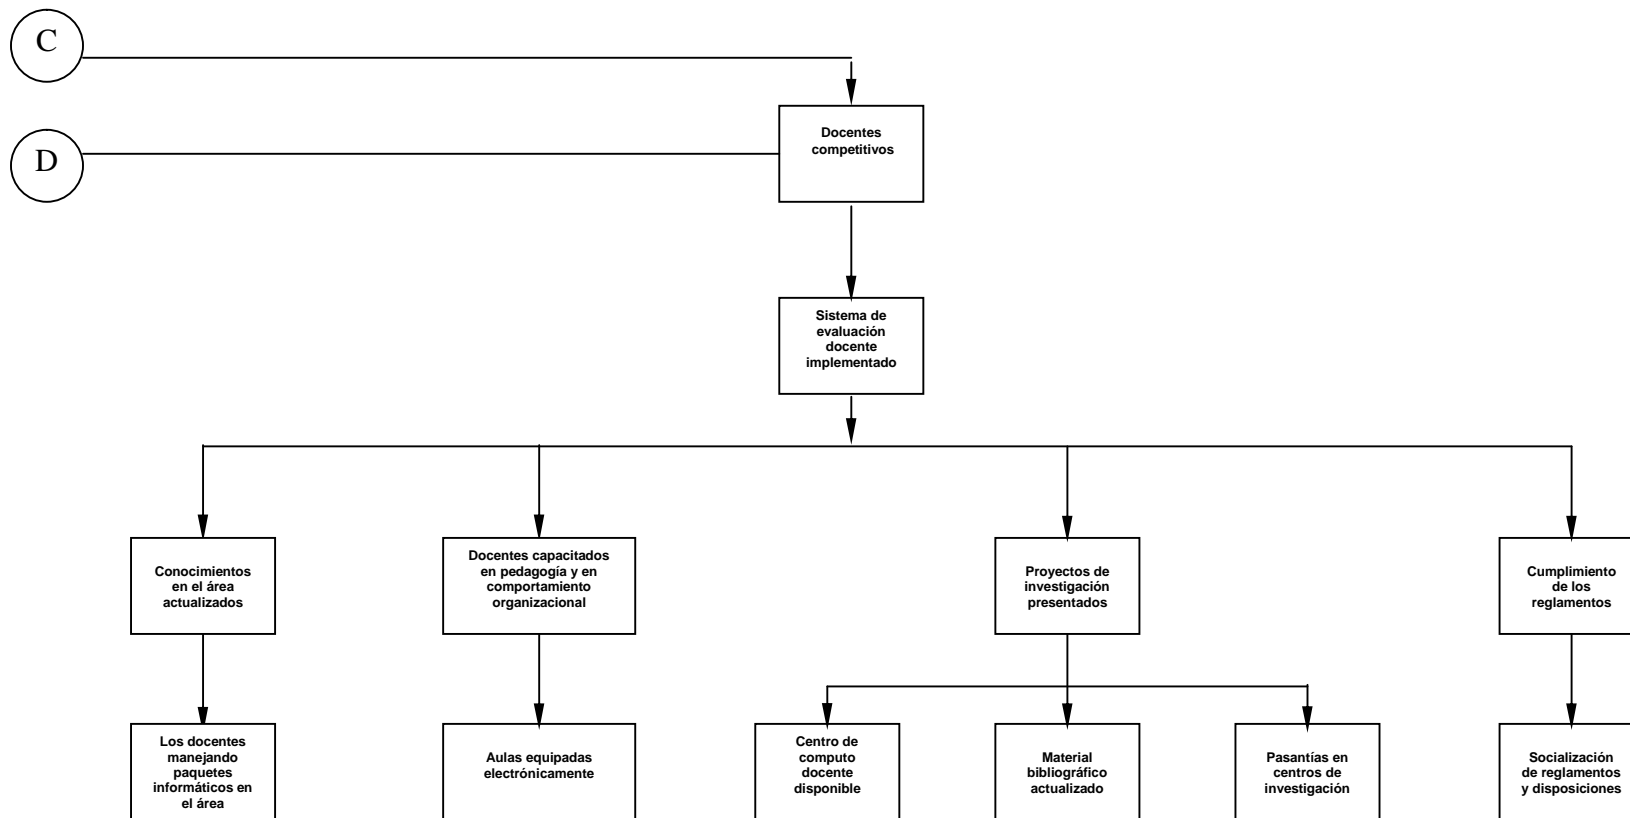 C
Docentes
competitivos
D
Sistema de
evaluación
docente
implementado
Conocimientos
en el área
actualizados
Docentes capacitados
en pedagogía y en
comportamiento
organizacional
Proyectos de
investigación
presentados
Cumplimiento
de los
reglamentos
Los docentes
manejando
paquetes
informáticos en
el área
Aulas equipadas
electrónicamente
Centro de
computo
docente
disponible
Material
bibliográfico
actualizado
Pasantías en
centros de
investigación
Socialización
de reglamentos
y disposiciones